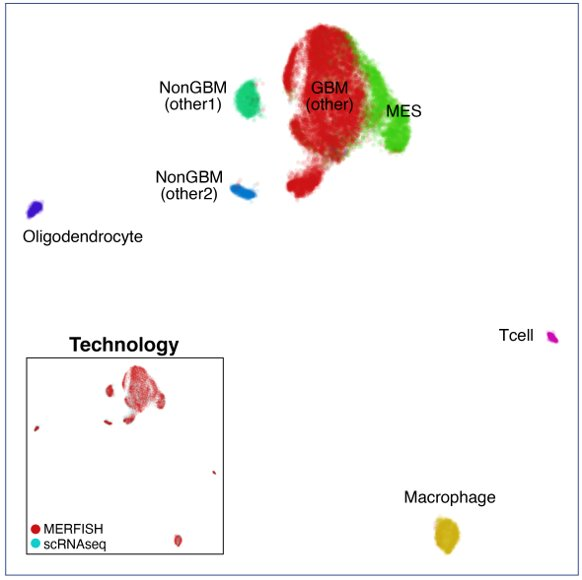 NonGBM
(other1)
GBM
(other)
MES
NonGBM
(other2)
Oligodendrocyte
Tcell
Technology
MERFISH
scRNAseq
Macrophage